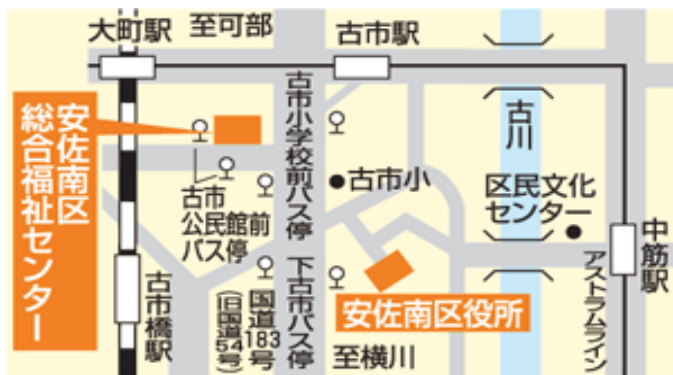 大町駅
至可部
古市駅
安佐南区
総合福祉センター
古市小学校前バス停
古川
古市
公民館前
バス停
古市小
区民文化
センター
中筋駅
アストラムライン
古市橋駅
国道183号
(旧国道54号)
下古市バス停
安佐南区役所
至横川